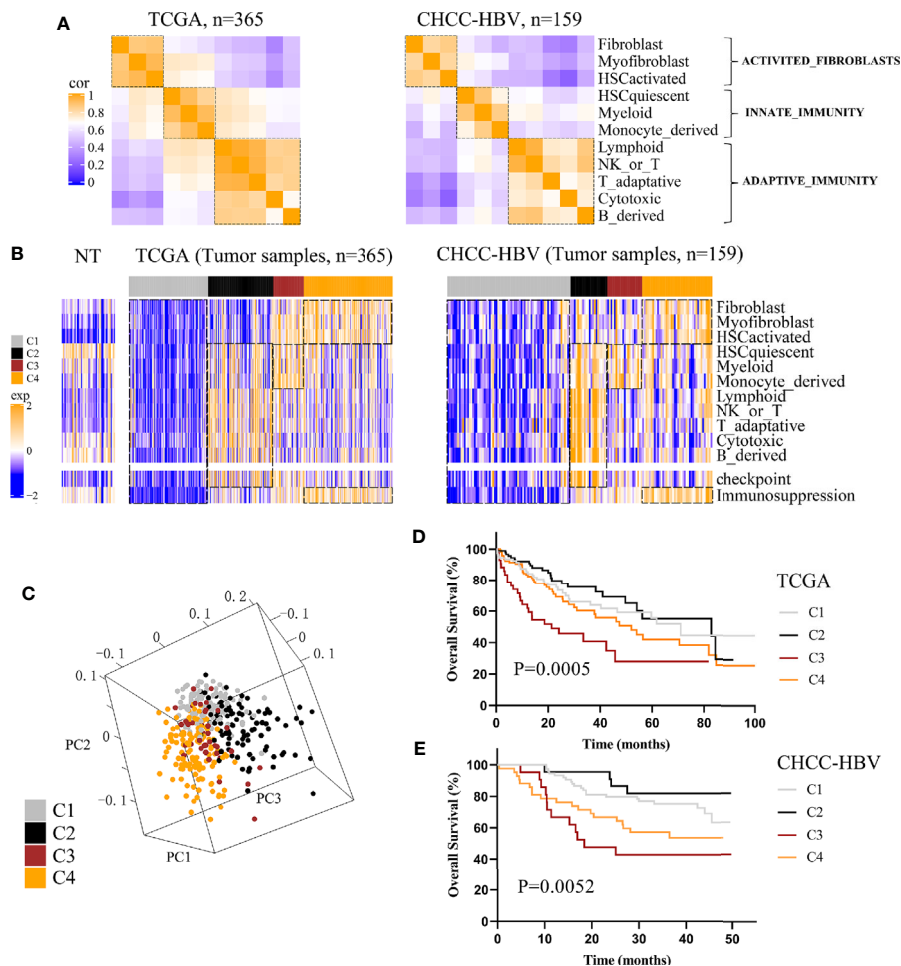 A
TCGA, n=365
CHCC-HBV, n=159
cor
1
0.8
0.6
0.4
0.2
0
Fibroblast
Myofibroblast
HSCactivated
HSCquiescent
Myeloid
Monocyte_derived
Lymphoid
NK_or_T
T_adaptative
Cytotoxic
B_derived
ACTIVITED_FIBROBLASTS
INNATE_IMMUNITY
ADAPTIVE_IMMUNITY
B
NT
TCGA (Tumor samples, n=365)
CHCC-HBV (Tumor samples, n=159)
C1
C2
C3
C4
exp
2
0
−2
Fibroblast
Myofibroblast
HSCactivated
HSCquiescent
Myeloid
Monocyte_derived
Lymphoid
NK_or_T
T_adaptative
Cytotoxic
B_derived
checkpoint
Immunosuppression
C
−0.1
0
0.1
0.2
−0.1
0
0.1
0.1
0
−0.1
PC2
PC3
PC1
C1
C2
C3
C4
D
Overall Survival (%)
100
80
60
40
20
0
P=0.0005
0 20 40 60 80 100
Time (months)
TCGA
C1
C2
C3
C4
E
Overall Survival (%)
100
80
60
40
20
0
P=0.0052
0 10 20 30 40 50
Time (months)
CHCC-HBV
C1
C2
C3
C4